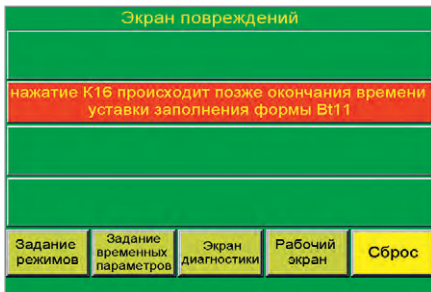 Экран повреждений
нажатие К16 происходит позже окончания времени
уставки заполнения формы Bt11
Задание
режимов
Задание
временных
параметров
Экран
диагностики
Рабочий
экран
Сброс